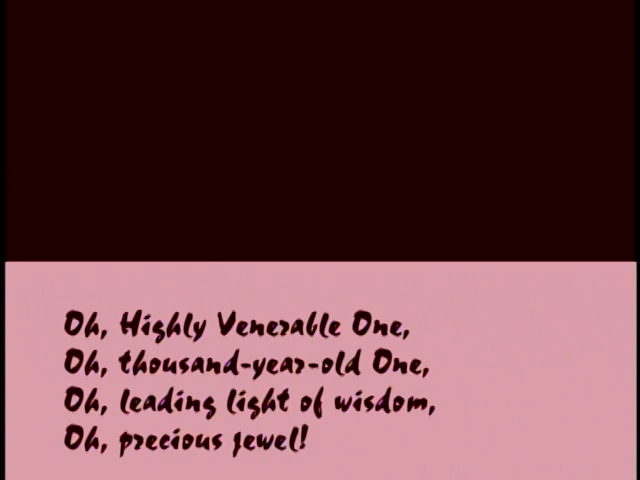 Oh, Highly Venerable One,
Oh, thousand-year-old One,
Oh, leading light of wisdom,
Oh, precious jewel!